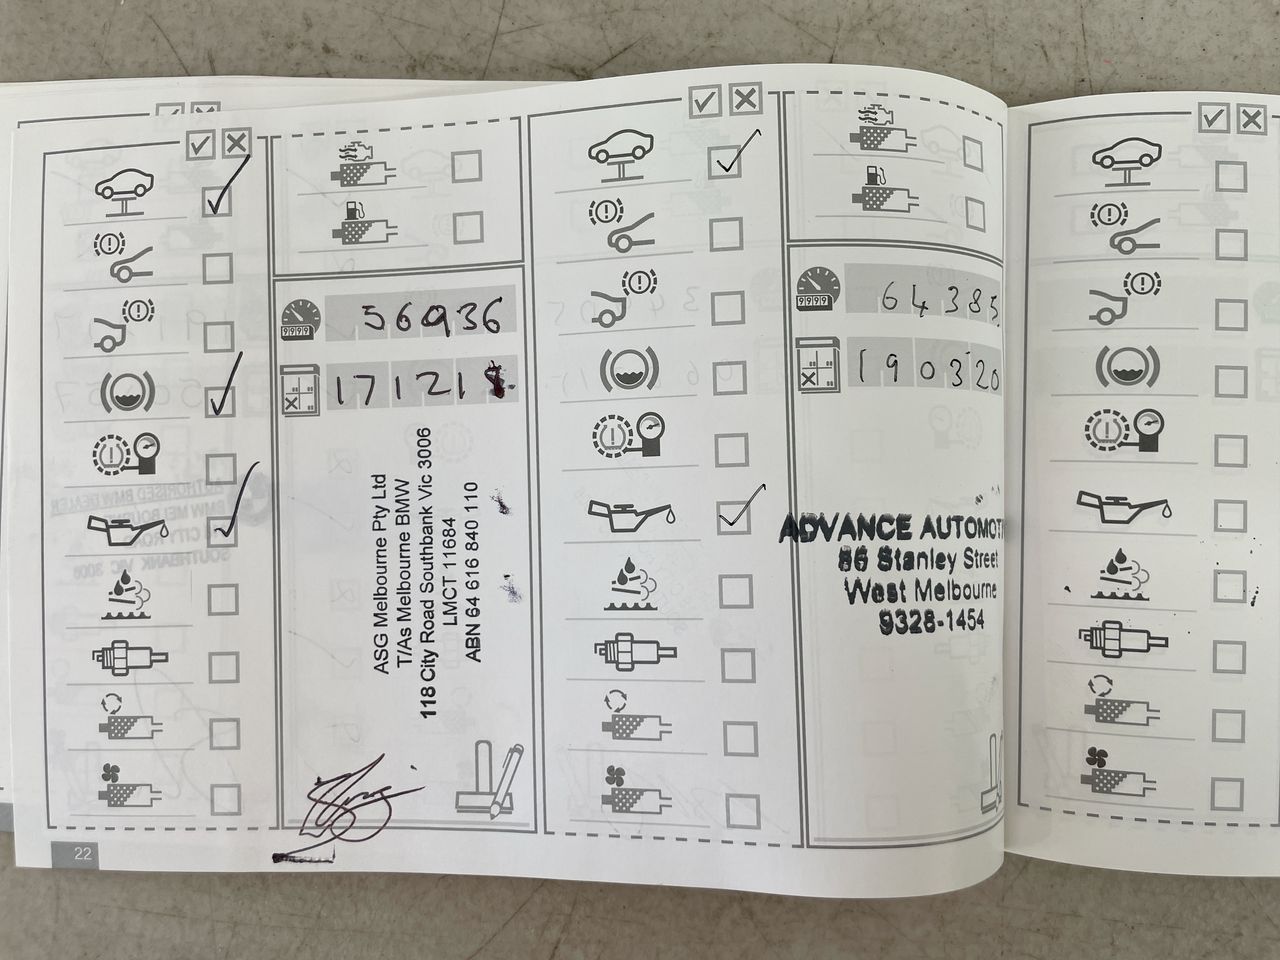 56936
171218
ASG Melbourne Pty Ltd
T/As Melbourne BMW
118 City Road Southbank Vic 3006
LMCT 11684
ABN 64 616 840 110
22
64385
190320
ADVANCE AUTOMOTI
86 Stanley Street
West Melbourne
9328-1454